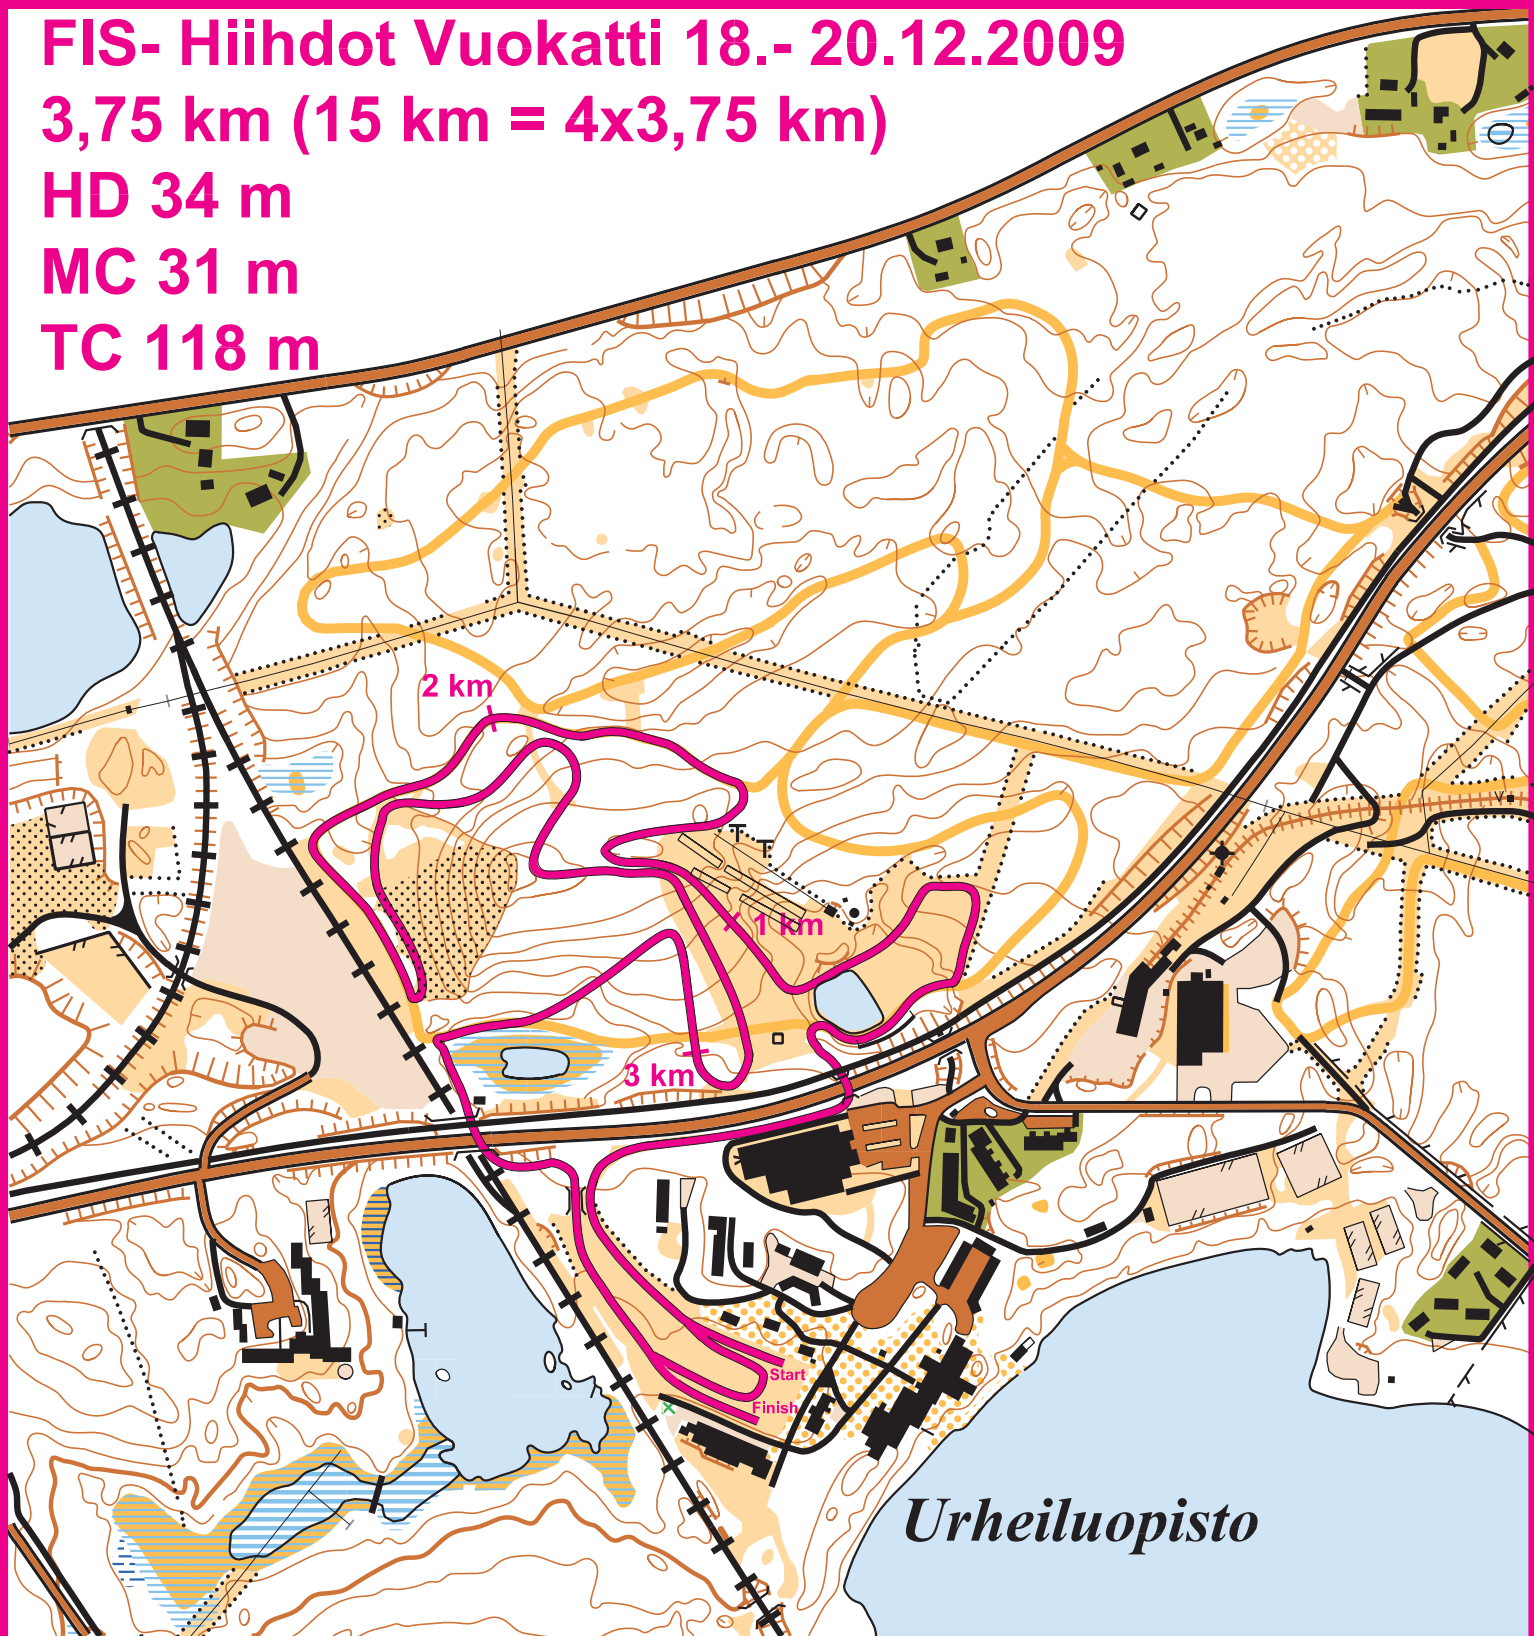 FIS- Hiihdot Vuokatti 18.- 20.12.2009
3,75 km (15 km = 4x3,75 km)
HD 34 m
MC 31 m
TC 118 m
2 km
1 km
3 km
Start
Finish
Urheiluopisto